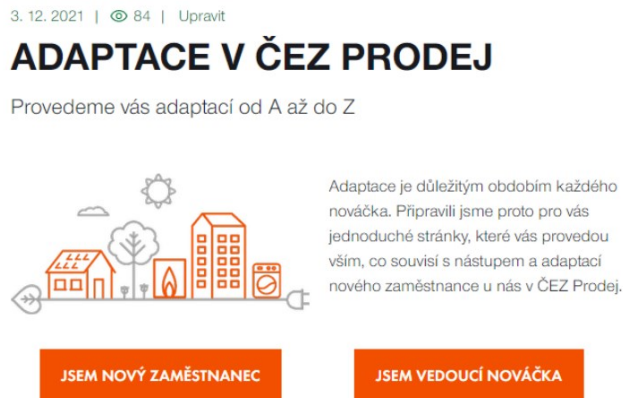 3. 12. 2021 | 84 | Upravit
ADAPTACE V ČEZ PRODEJ
Provedeme vás adaptací od A až do Z
Adaptace je důležitým obdobím každého
nováčka. Připravili jsme proto pro vás
jednoduché stránky, které vás provedou
vším, co souvisí s nástupem a adaptací
nového zaměstnance u nás v ČEZ Prodej.
JSEM NOVÝ ZAMĚSTNANEC
JSEM VEDOUCÍ NOVÁČKA